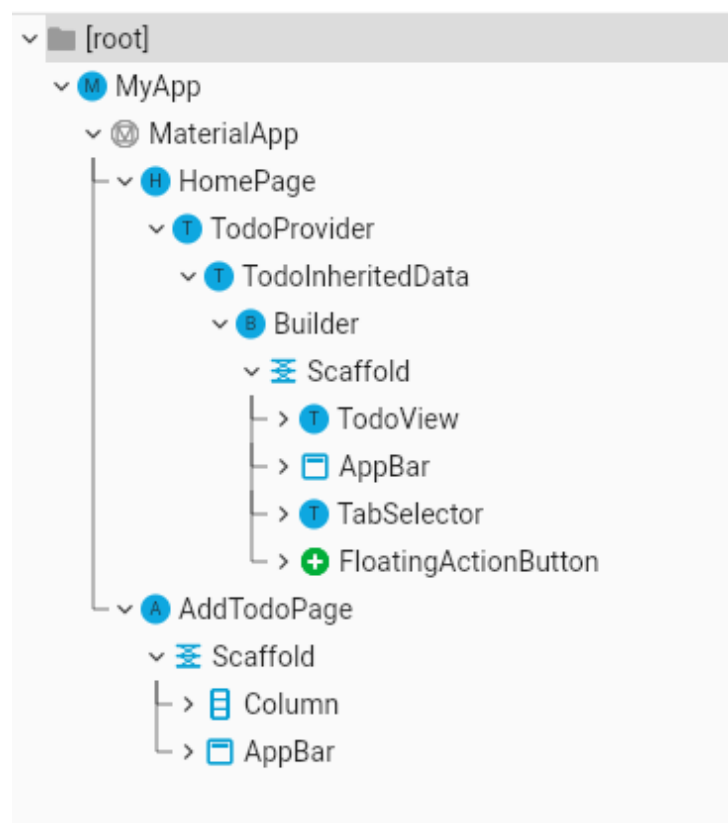 [root]
M MyApp
MaterialApp
H HomePage
T TodoProvider
T TodoInheritedData
B Builder
Scaffold
T TodoView
AppBar
T TabSelector
FloatingActionButton
A AddTodoPage
Scaffold
Column
AppBar